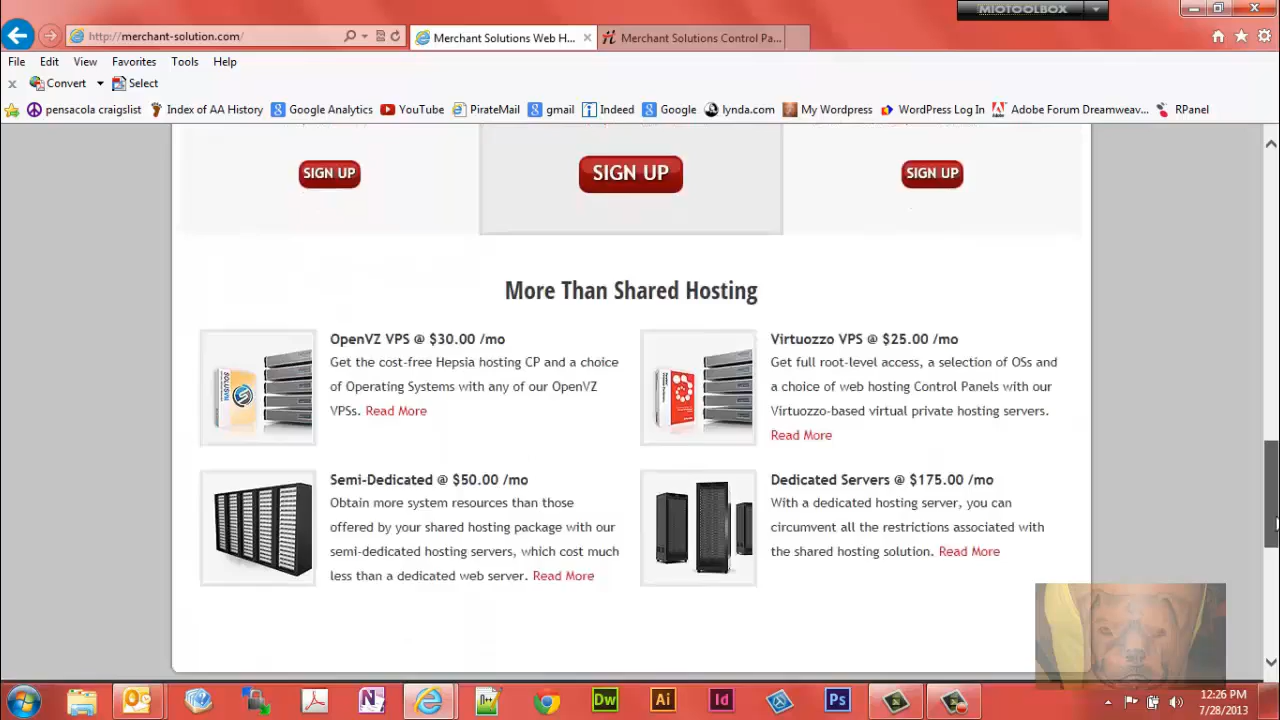 MIOTOOLBOX
http://merchant-solution.com/
Merchant Solutions Web H...
Merchant Solutions Control Pa...
File Edit View Favorites Tools Help
x Convert Select
pensacola craigslist Index of AA History Google Analytics YouTube PirateMail gmail Indeed Google lynda.com My Wordpress WordPress Log In Adobe Forum Dreamweav... RPanel
SIGN UP SIGN UP SIGN UP
More Than Shared Hosting
OpenVZ VPS @ $30.00 /mo
Get the cost-free Hepsia hosting CP and a choice
of Operating Systems with any of our OpenVZ
VPSs. Read More
Virtuozzo VPS @ $25.00 /mo
Get full root-level access, a selection of OSs and
a choice of web hosting Control Panels with our
Virtuozzo-based virtual private hosting servers.
Read More
Semi-Dedicated @ $50.00 /mo
Obtain more system resources than those
offered by your shared hosting package with our
semi-dedicated hosting servers, which cost much
less than a dedicated web server. Read More
Dedicated Servers @ $175.00 /mo
With a dedicated hosting server, you can
circumvent all the restrictions associated with
the shared hosting solution. Read More
Dw Ai Id Ps
12:26 PM
7/28/2013